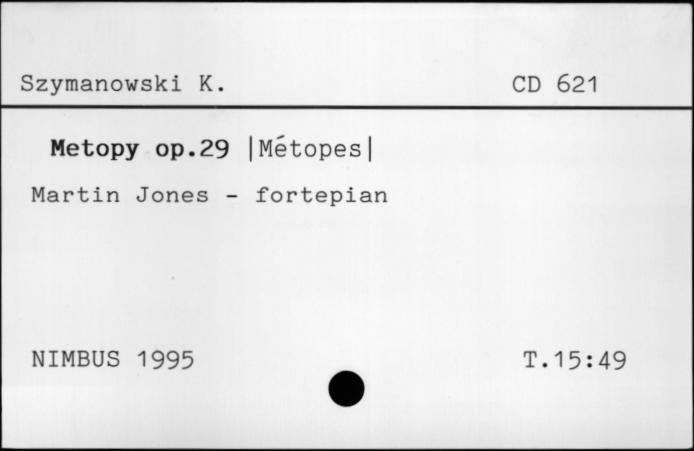 Szymanowski K. CD 621
Metopy op.29 |Métopes|
Martin Jones - fortepian
NIMBUS 1995 T.15:49